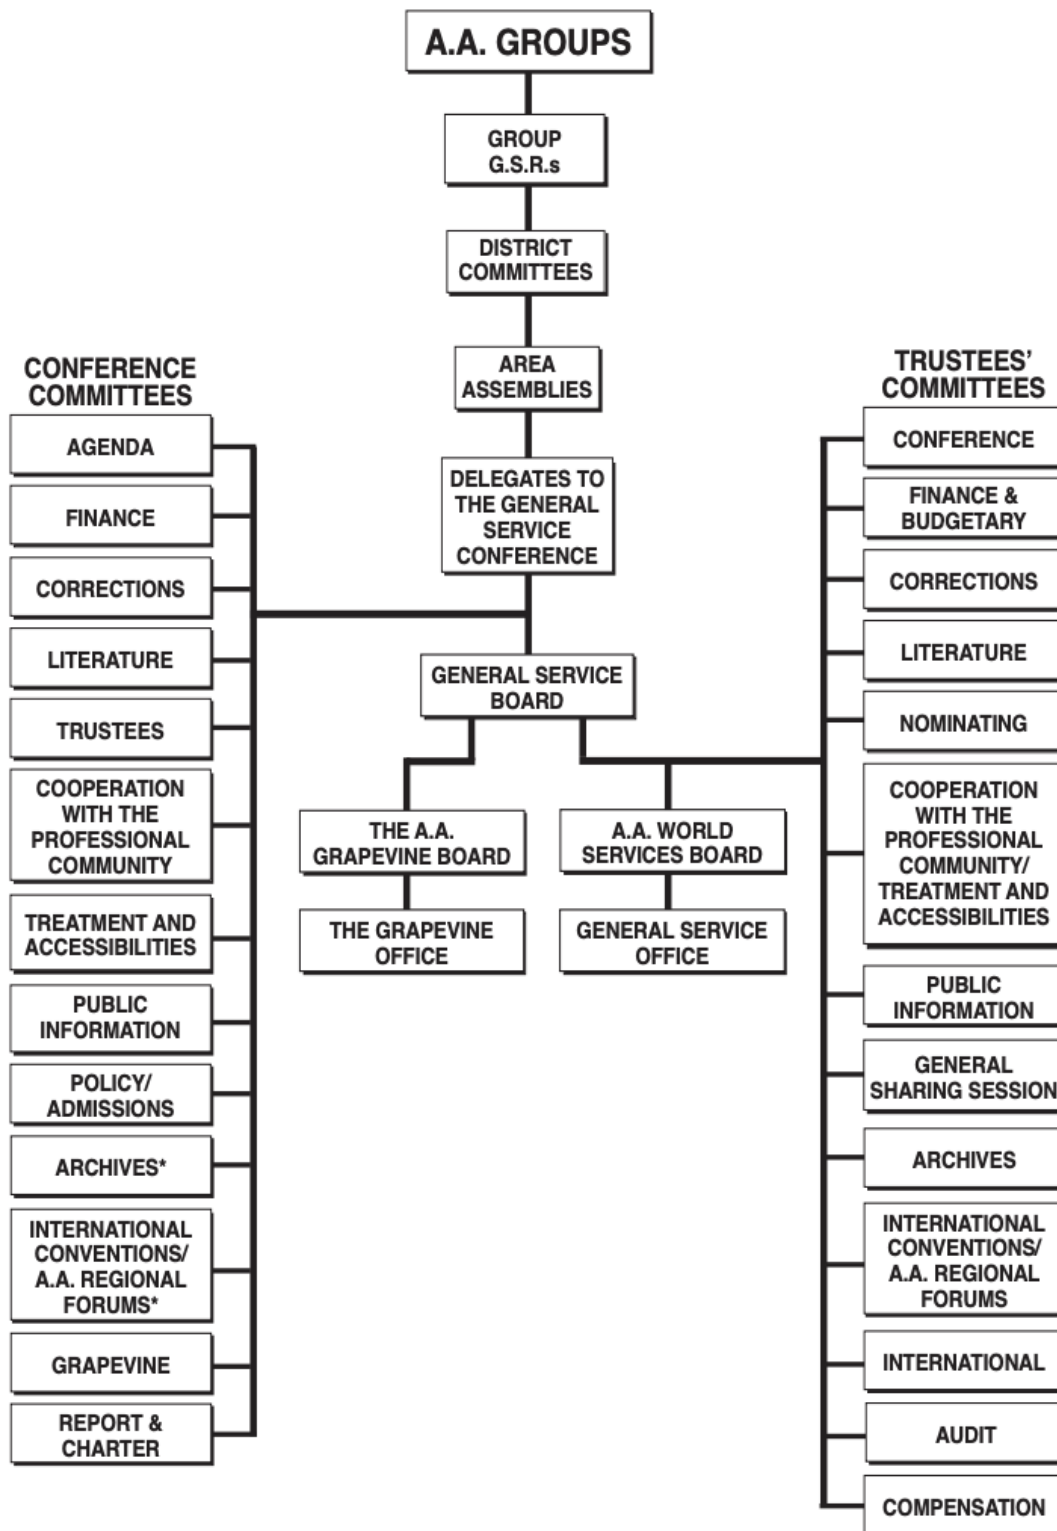 A.A. GROUPS
GROUP
G.S.R.s
DISTRICT
COMMITTEES
AREA
ASSEMBLIES
DELEGATES TO
THE GENERAL
SERVICE
CONFERENCE
GENERAL SERVICE
BOARD
THE A.A.
GRAPEVINE BOARD
THE GRAPEVINE
OFFICE
A.A. WORLD
SERVICES BOARD
GENERAL SERVICE
OFFICE
CONFERENCE
COMMITTEES
AGENDA
FINANCE
CORRECTIONS
LITERATURE
TRUSTEES
COOPERATION
WITH THE
PROFESSIONAL
COMMUNITY
TREATMENT AND
ACCESSIBILITIES
PUBLIC
INFORMATION
POLICY/
ADMISSIONS
ARCHIVES*
INTERNATIONAL
CONVENTIONS/
A.A. REGIONAL
FORUMS*
GRAPEVINE
REPORT &
CHARTER
TRUSTEES’
COMMITTEES
CONFERENCE
FINANCE &
BUDGETARY
CORRECTIONS
LITERATURE
NOMINATING
COOPERATION
WITH THE
PROFESSIONAL
COMMUNITY/
TREATMENT AND
ACCESSIBILITIES
PUBLIC
INFORMATION
GENERAL
SHARING SESSION
ARCHIVES
INTERNATIONAL
CONVENTIONS/
A.A. REGIONAL
FORUMS
INTERNATIONAL
AUDIT
COMPENSATION